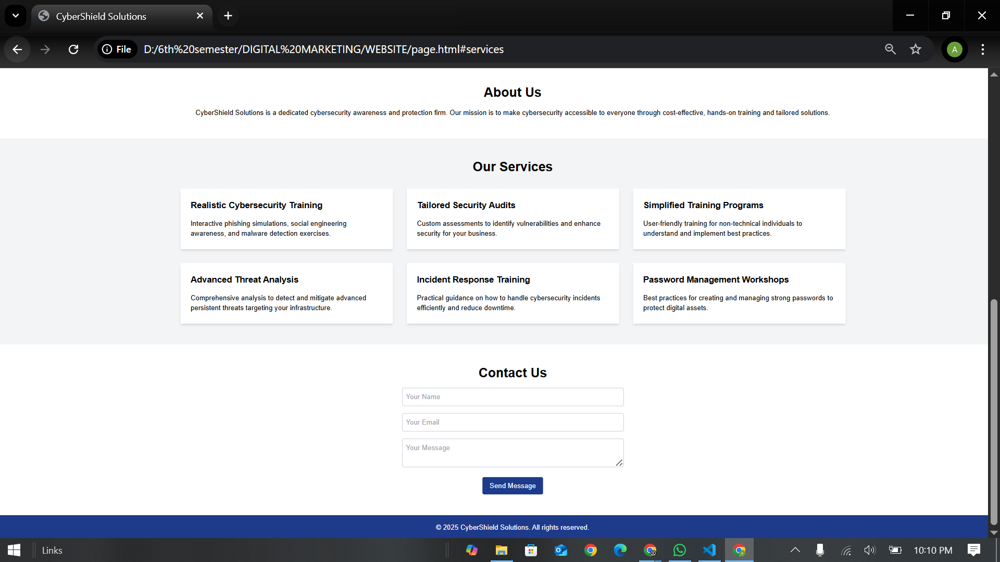 CyberShield Solutions
File
D:/6th%20semester/DIGITAL%20MARKETING/WEBSITE/page.html#services
A
About Us
CyberShield Solutions is a dedicated cybersecurity awareness and protection firm. Our mission is to make cybersecurity accessible to everyone through cost-effective, hands-on training and tailored solutions.
Our Services
Realistic Cybersecurity Training
Interactive phishing simulations, social engineering
awareness, and malware detection exercises.
Tailored Security Audits
Custom assessments to identify vulnerabilities and enhance
security for your business.
Simplified Training Programs
User-friendly training for non-technical individuals to
understand and implement best practices.
Advanced Threat Analysis
Comprehensive analysis to detect and mitigate advanced
persistent threats targeting your infrastructure.
Incident Response Training
Practical guidance on how to handle cybersecurity incidents
efficiently and reduce downtime.
Password Management Workshops
Best practices for creating and managing strong passwords to
protect digital assets.
Contact Us
Your Name
Your Email
Your Message
Send Message
© 2025 CyberShield Solutions. All rights reserved.
Links
10:10 PM